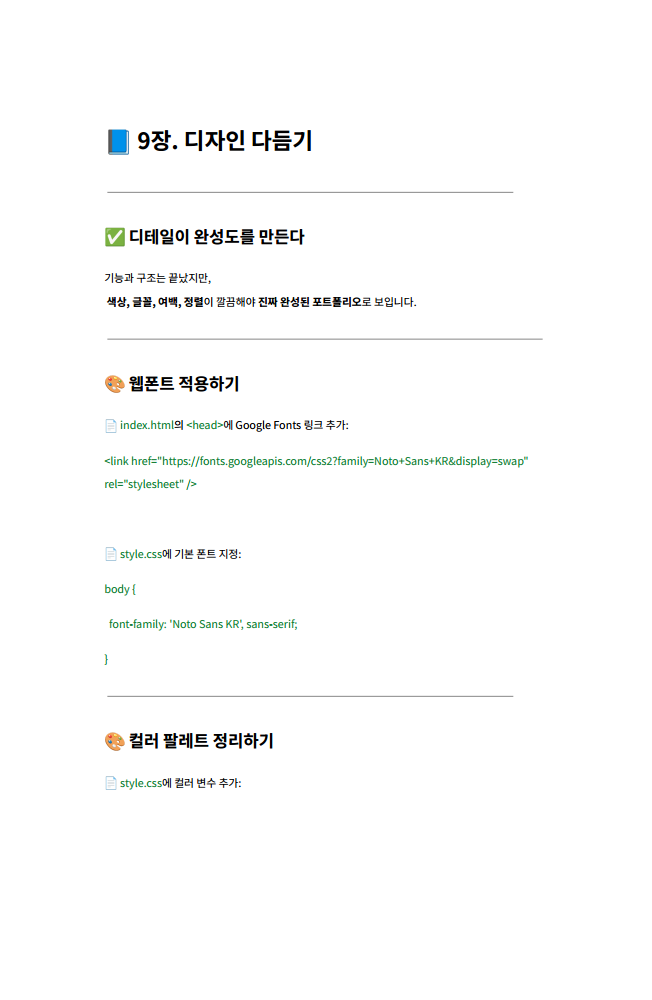 📘 9장. 디자인 다듬기
✅ 디테일이 완성도를 만든다
기능과 구조는 끝났지만,
색상, 글꼴, 여백, 정렬이 깔끔해야 진짜 완성된 포트폴리오로 보입니다.
🎨 웹폰트 적용하기
📄 index.html의 <head>에 Google Fonts 링크 추가:
<link href="https://fonts.googleapis.com/css2?family=Noto+Sans+KR&display=swap"
rel="stylesheet" />
📄 style.css에 기본 폰트 지정:
body {
font-family: 'Noto Sans KR', sans-serif;
}
🎨 컬러 팔레트 정리하기
📄 style.css에 컬러 변수 추가: